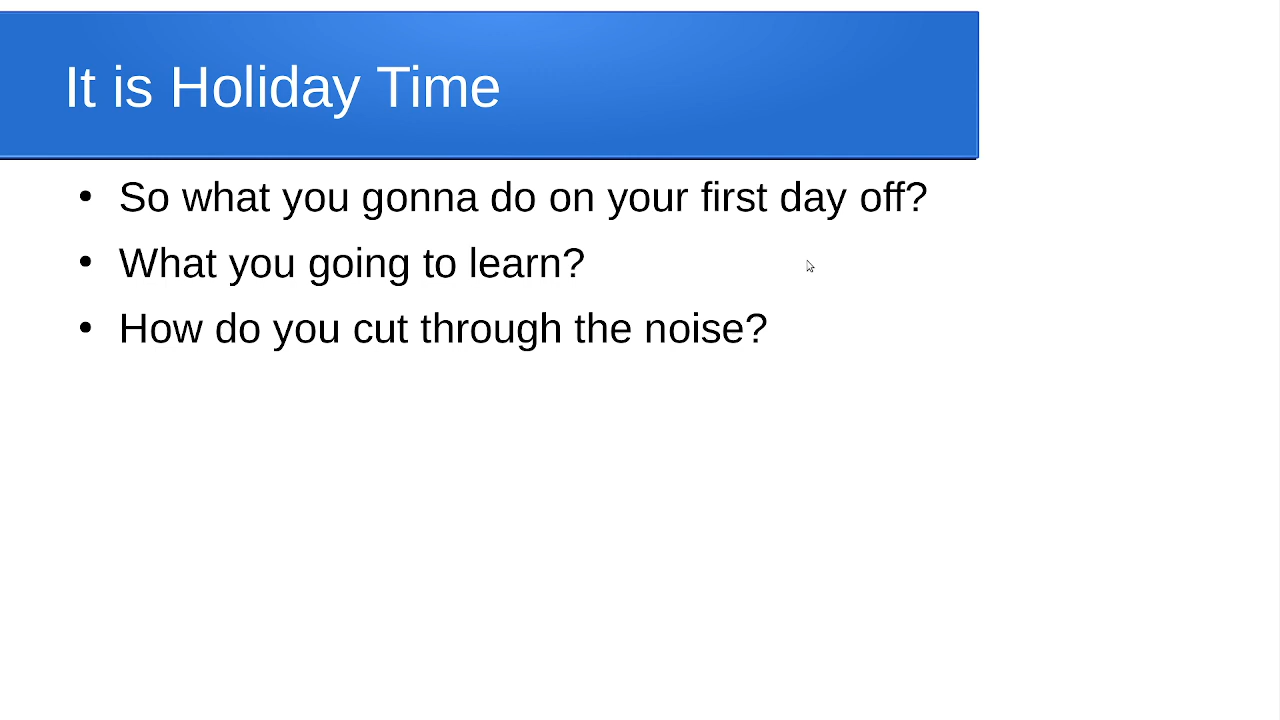 It is Holiday Time
• So what you gonna do on your first day off?
• What you going to learn?
• How do you cut through the noise?